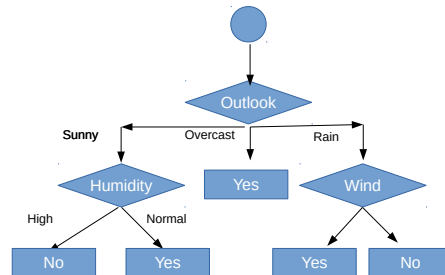 Outlook
Sunny
Overcast
Rain
Humidity
Yes
Wind
High
Normal
No
Yes
Yes
No